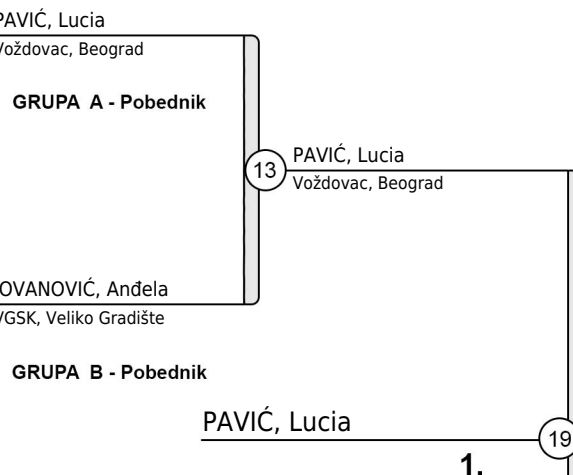 PAVIĆ, Lucia
Voždovac, Beograd
GRUPA A - Pobednik
13
PAVIĆ, Lucia
Voždovac, Beograd
OVANOVIĆ, Anđela
VGSK, Veliko Gradište
GRUPA B - Pobednik
PAVIĆ, Lucia
19
1.